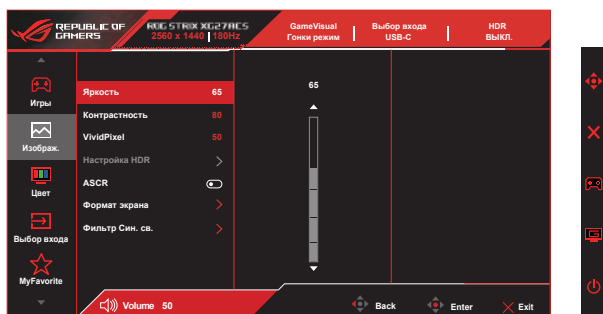 REPUBLIC OF
GAMERS
ROG STRIX XG27ACS
2560 x 1440 180Hz
GameVisual
Гонки режим
Выбор входа
USB-C
HDR
ВЫКЛ.
Игры
Изображ.
Цвет
Выбор входа
MyFavorite
Яркость 65
Контрастность 80
VividPixel 50
Настройка HDR
ASCR
Формат экрана
Фильтр Син. св.
65
Volume 50
Back
Enter
Exit